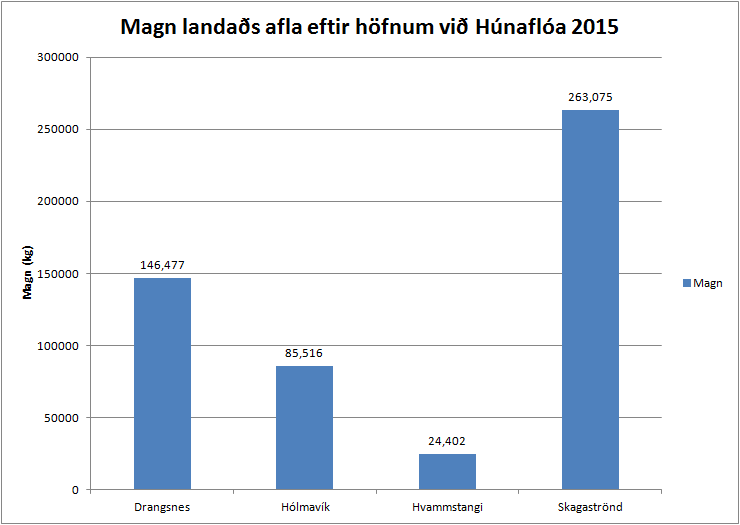 Magn landaðs afla eftir höfnum við Húnaflóa 2015
300000
250000
200000
150000
100000
50000
0
Magn (kg)
146,477
85,516
24,402
263,075
Drangsnes
Hólmavík
Hvammstangi
Skagaströnd
Magn